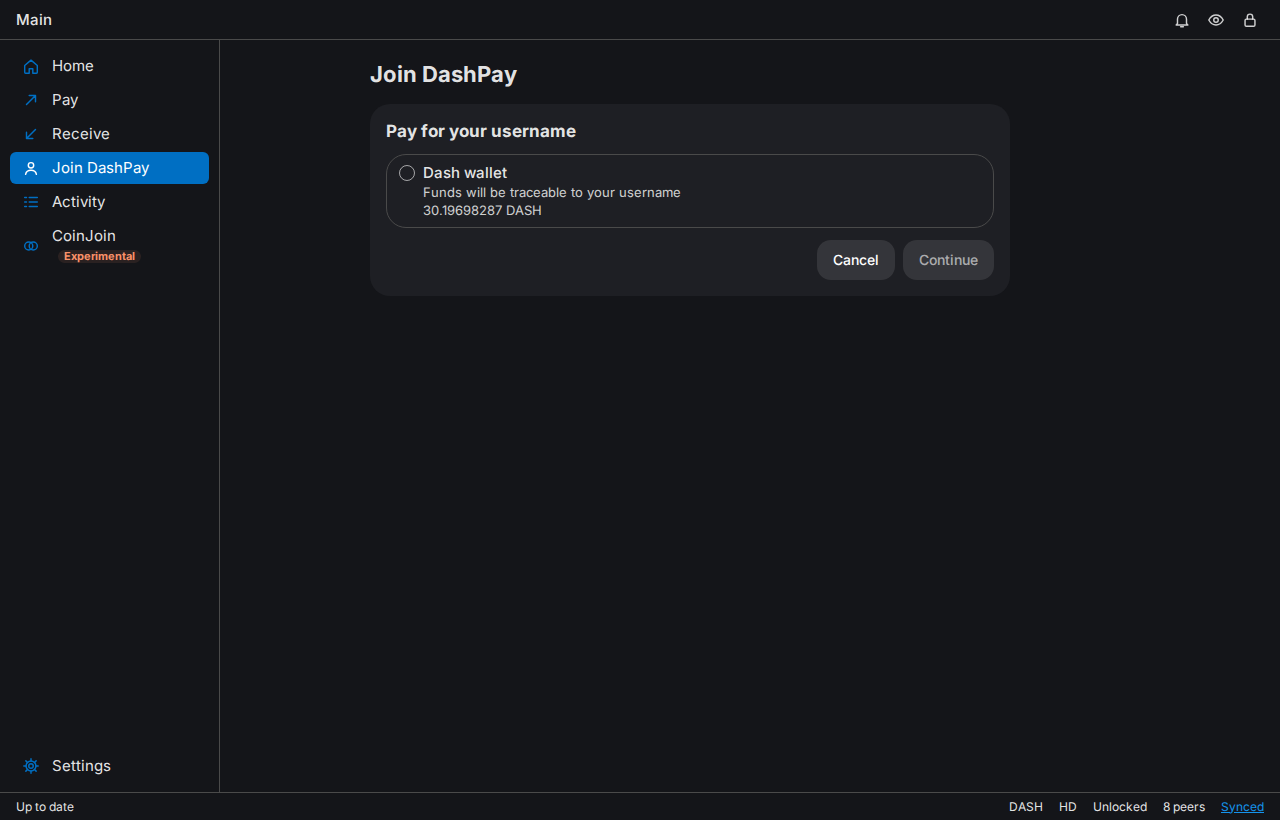 Main
Home
Pay
Receive
Join DashPay
Activity
CoinJoin
Experimental
Settings
Join DashPay
Pay for your username
Dash wallet
Funds will be traceable to your username
30.19698287 DASH
Cancel
Continue
Up to date
DASH
HD
Unlocked
8 peers
Synced